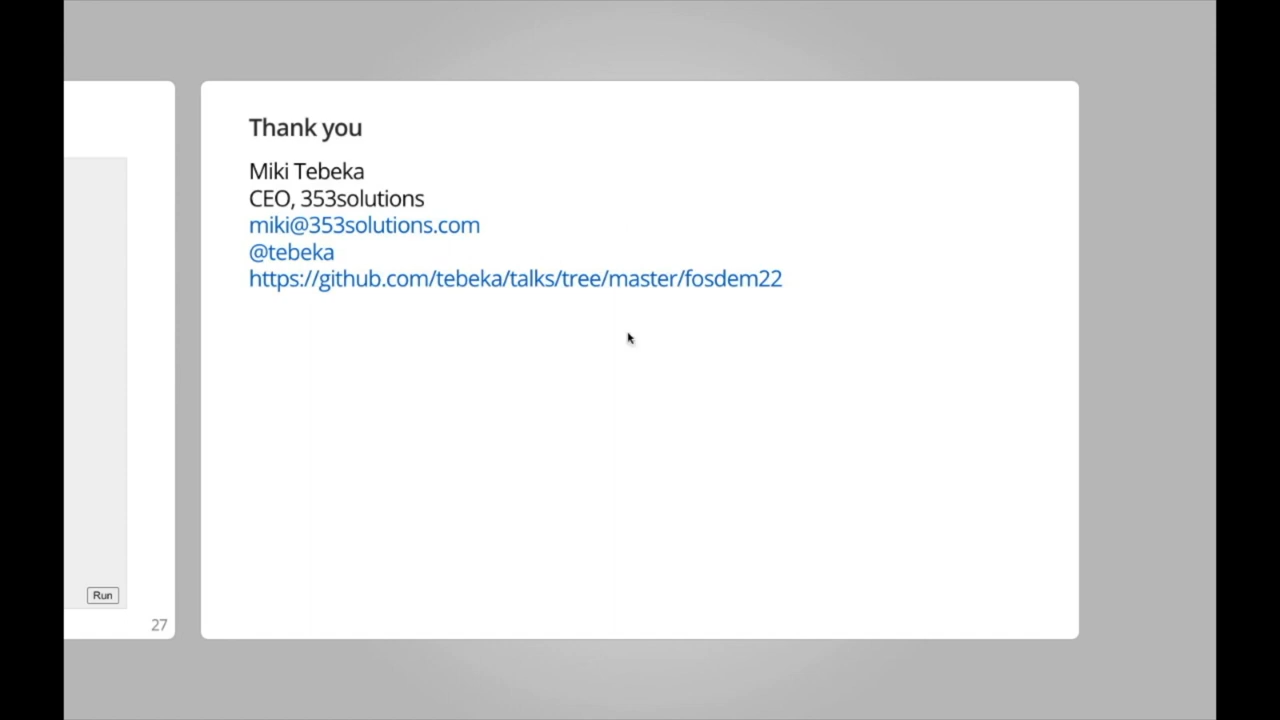 Thank you
Miki Tebeka
CEO, 353solutions
miki@353solutions.com
@tebeka
https://github.com/tebeka/talks/tree/master/fosdem22
Run
27